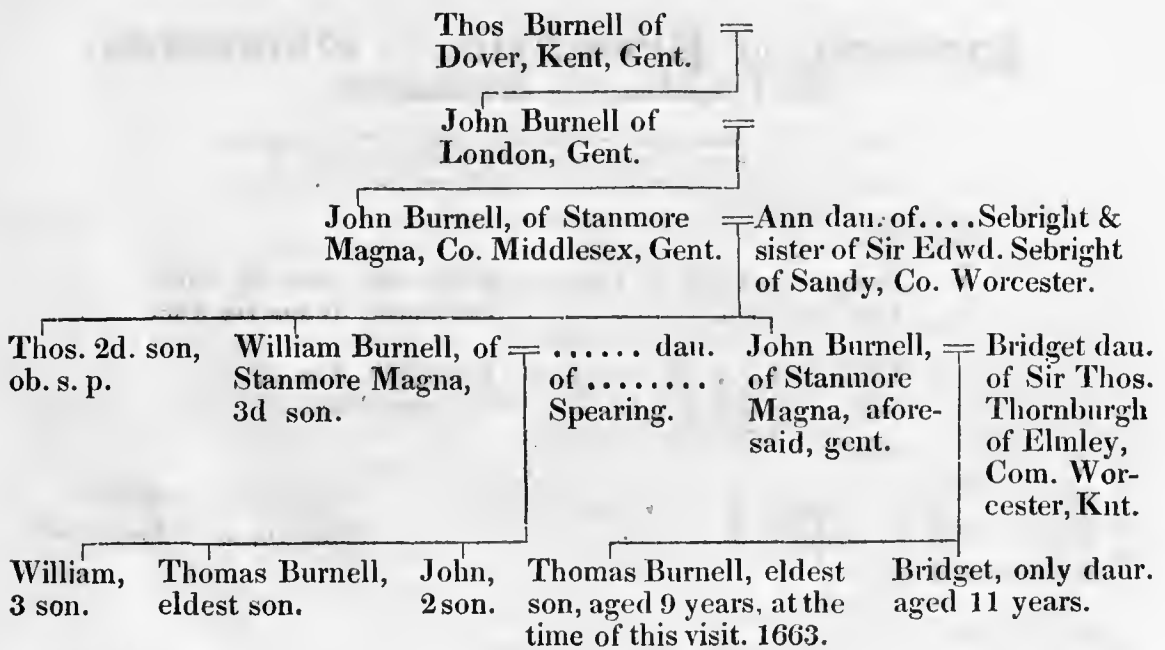 Thos Burnell of
Dover, Kent, Gent.
John Burnell of
London, Gent.
John Burnell, of Stanmore
Magna, Co. Middlesex, Gent.
Ann dau. of....Sebright &
sister of Sir Edwd. Sebright
of Sandy, Co. Worcester.
Thos. 2d. son,
ob. s. p.
William Burnell, of
Stanmore Magna,
3d son.
...... dau.
of ........
Spearing.
John Burnell,
of Stanmore
Magna, afore-
said, gent.
Bridget dau.
of Sir Thos.
Thornburgh
of Elmley,
Com. Wor-
cester, Knt.
William,
3 son.
Thomas Burnell,
eldest son.
John,
2 son.
Thomas Burnell, eldest
son, aged 9 years, at the
time of this visit. 1663.
Bridget, only daur.
aged 11 years.